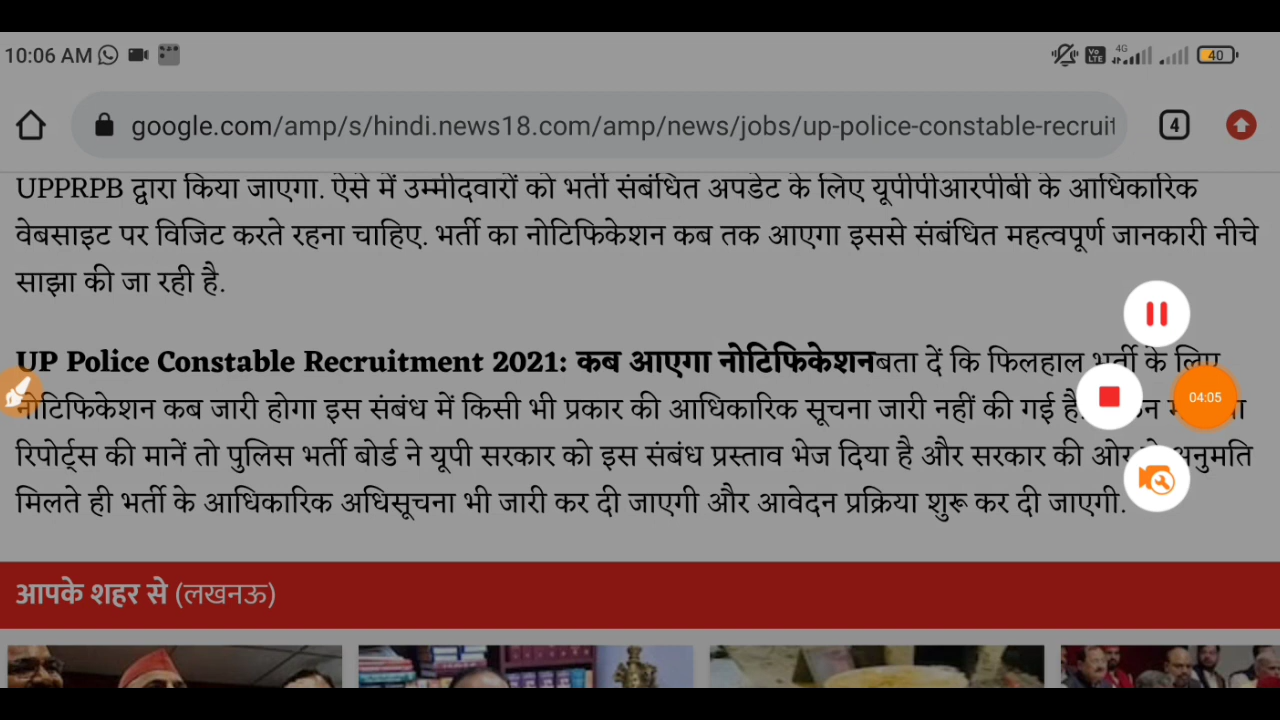 10:06 AM
4G
Vo LTE
40
google.com/amp/s/hindi.news18.com/amp/news/jobs/up-police-constable-recruit
4
UPPRPB द्वारा किया जाएगा. ऐसे में उम्मीदवारों को भर्ती संबंधित अपडेट के लिए यूपीपीआरपीबी के आधिकारिक
वेबसाइट पर विजिट करते रहना चाहिए. भर्ती का नोटिफिकेशन कब तक आएगा इससे संबंधित महत्वपूर्ण जानकारी नीचे
साझा की जा रही है.
UP Police Constable Recruitment 2021: कब आएगा नोटिफिकेशनबता दें कि फिलहाल भर्ती के लिए
नोटिफिकेशन कब जारी होगा इस संबंध में किसी भी प्रकार की आधिकारिक सूचना जारी नहीं की गई है.
04:05
रिपोर्ट्स की मानें तो पुलिस भर्ती बोर्ड ने यूपी सरकार को इस संबंध प्रस्ताव भेज दिया है और सरकार की ओर अनुमति
मिलते ही भर्ती के आधिकारिक अधिसूचना भी जारी कर दी जाएगी और आवेदन प्रक्रिया शुरू कर दी जाएगी.
आपके शहर से (लखनऊ)